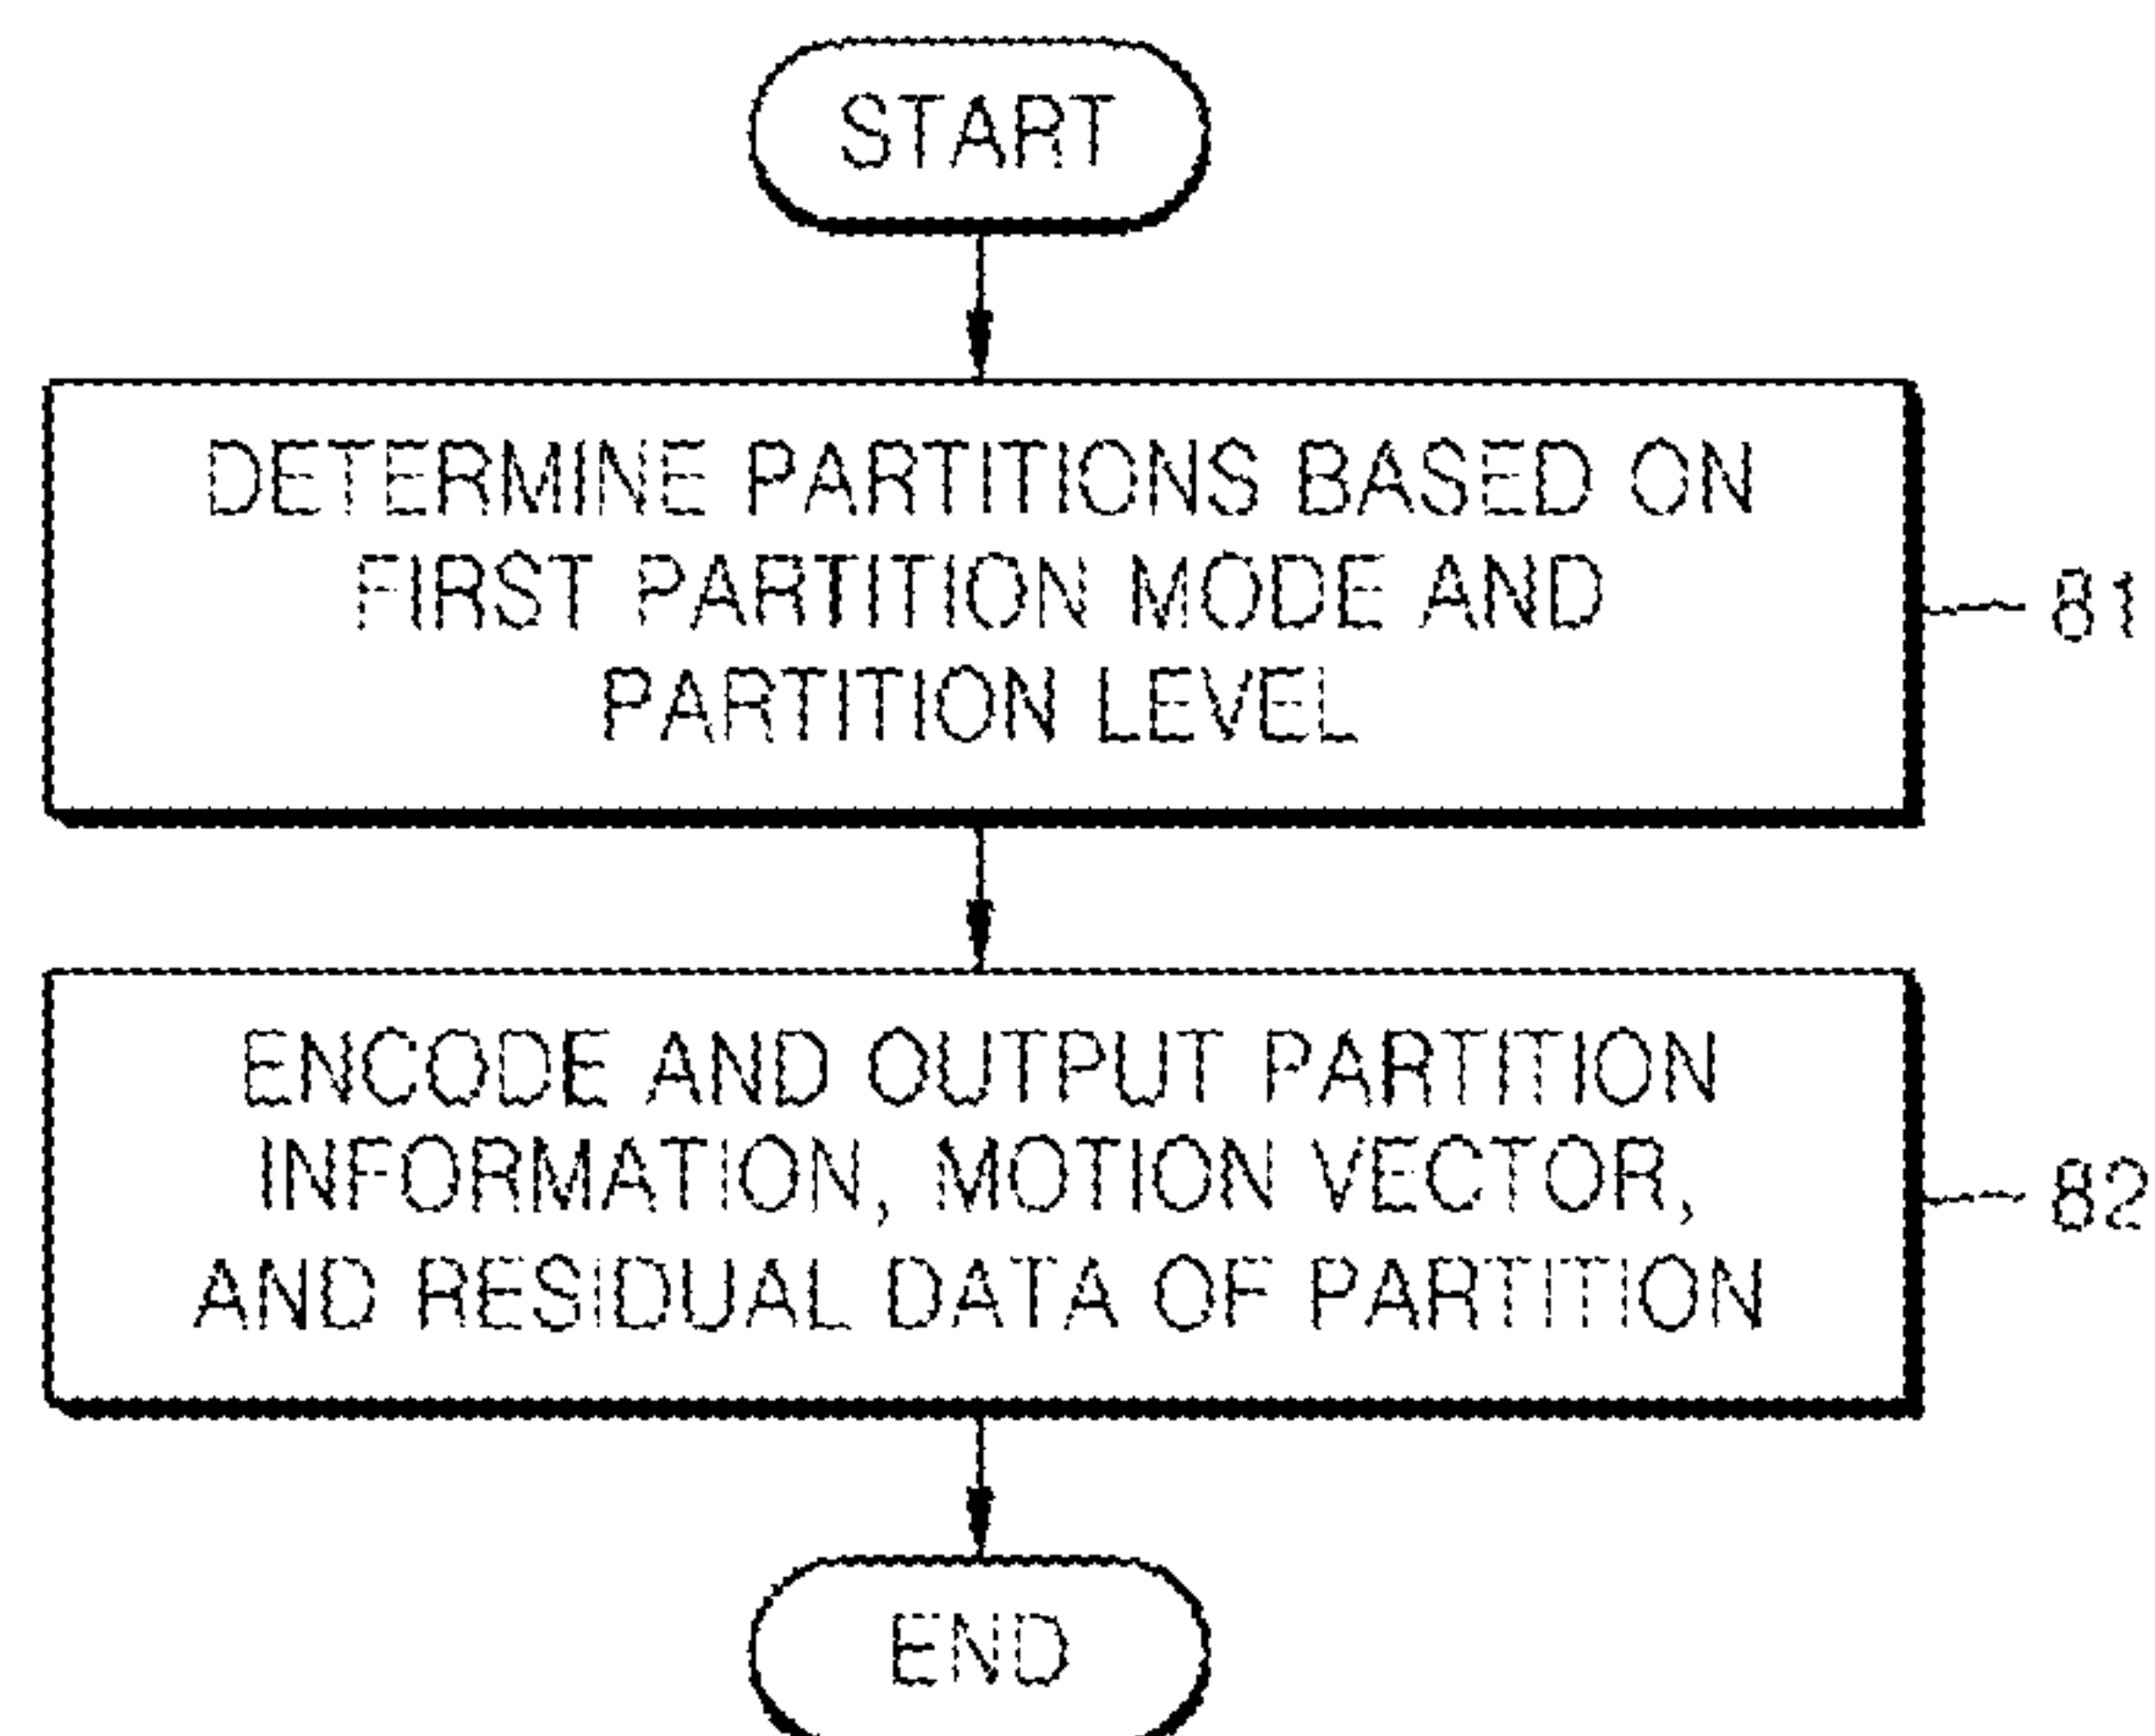 START
DETERMINE PARTITIONS BASED ON
FIRST PARTITION MODE AND
PARTITION LEVEL
81
ENCODE AND OUTPUT PARTITION
INFORMATION, MOTION VECTOR,
AND RESIDUAL DATA OF PARTITION
82
END